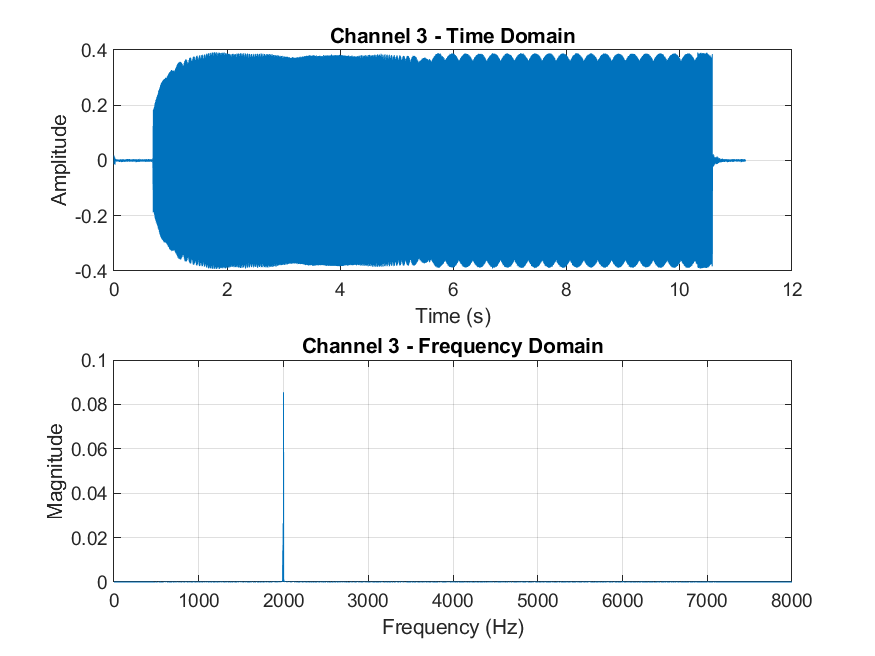 Channel 3 - Time Domain
0.4
0.2
0
-0.2
-0.4
Amplitude
0 2 4 6 8 10 12
Time (s)
Channel 3 - Frequency Domain
0.1
0.08
0.06
0.04
0.02
0
Magnitude
0 1000 2000 3000 4000 5000 6000 7000 8000
Frequency (Hz)